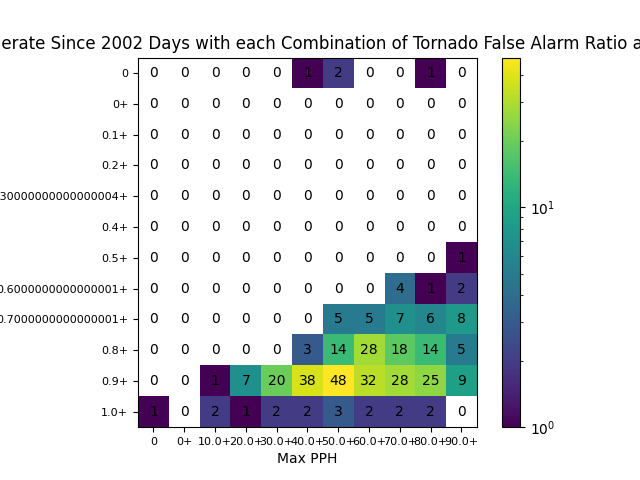 erate Since 2002 Days with each Combination of Tornado False Alarm Ratio a
0 0 0 0 0 0 1 2 0 0 1 0
0+ 0 0 0 0 0 0 0 0 0 0 0
0.1+ 0 0 0 0 0 0 0 0 0 0 0
0.2+ 0 0 0 0 0 0 0 0 0 0 0
30000000000000004+ 0 0 0 0 0 0 0 0 0 0 0
0.4+ 0 0 0 0 0 0 0 0 0 0 0
0.5+ 0 0 0 0 0 0 0 0 0 0 1
0.6000000000000001+ 0 0 0 0 0 0 0 0 4 1 2
0.7000000000000001+ 0 0 0 0 0 0 5 5 7 6 8
0.8+ 0 0 0 0 0 3 14 28 18 14 5
0.9+ 0 0 1 7 20 38 48 32 28 25 9
1.0+ 1 0 2 1 2 2 3 2 2 2 0
0 0+ 10.0+ 20.0+ 30.0+ 40.0+ 50.0+ 60.0+ 70.0+ 80.0+ 90.0+
Max PPH
10¹
10⁰